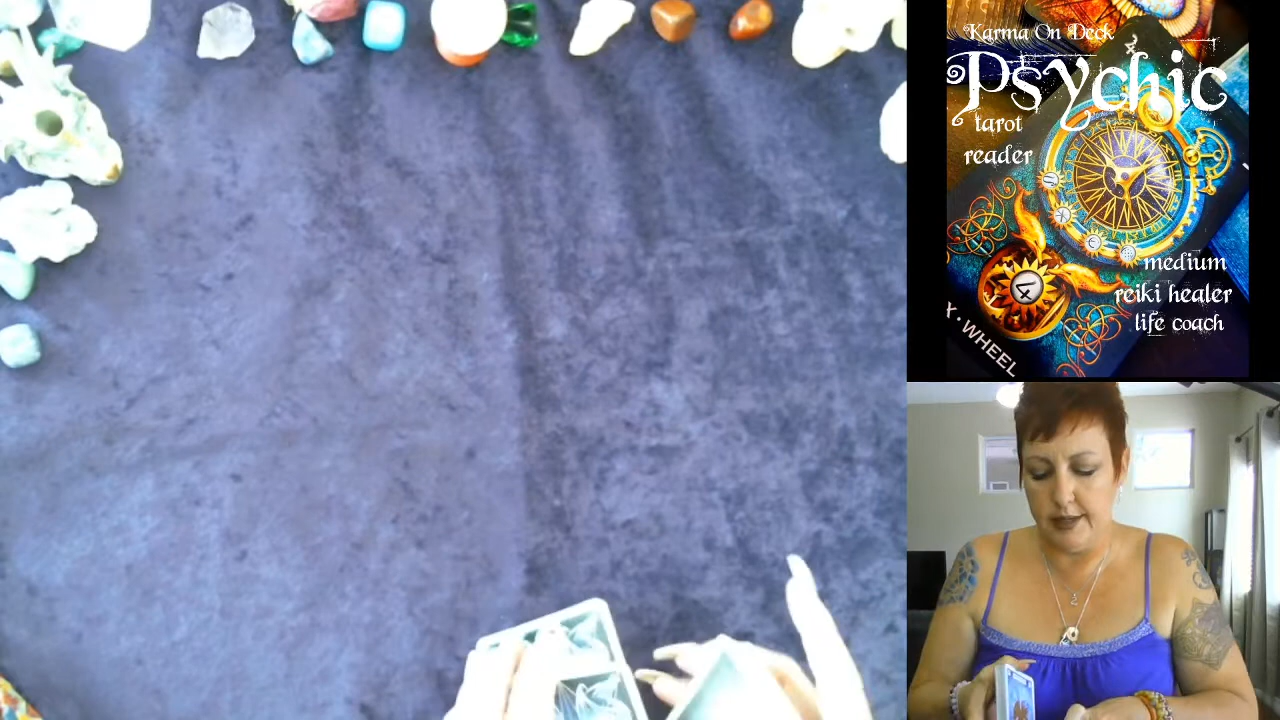 Karma On Deck
Psychic
tarot
reader
medium
reiki healer
life coach
X • WHEEL